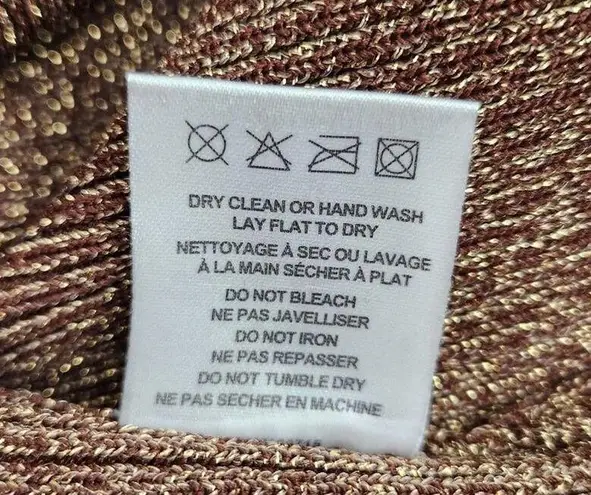 DRY CLEAN OR HAND WASH
LAY FLAT TO DRY
NETTOYAGE À SEC OU LAVAGE
À LA MAIN SÉCHER À PLAT
DO NOT BLEACH
NE PAS JAVELLISER
DO NOT IRON
NE PAS REPASSER
DO NOT TUMBLE DRY
NE PAS SECHER EN MACHINE